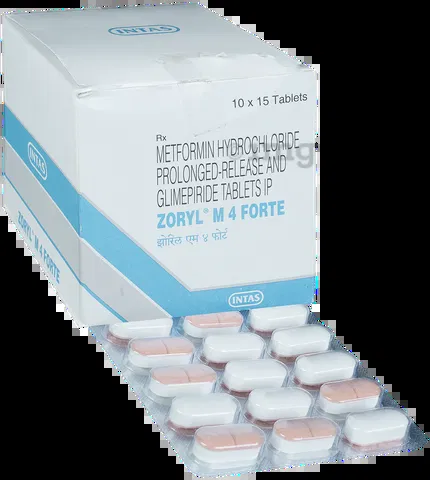 INTAS
10 x 15 Tablets
Rx
METFORMIN HYDROCHLORIDE
PROLONGED-RELEASE AND
GLIMEPIRIDE TABLETS IP
ZORYL® M 4 FORTE
झोरिल एम ४ फोर्ट
INTAS
INTAS
ZORYL® M 4 FORTE